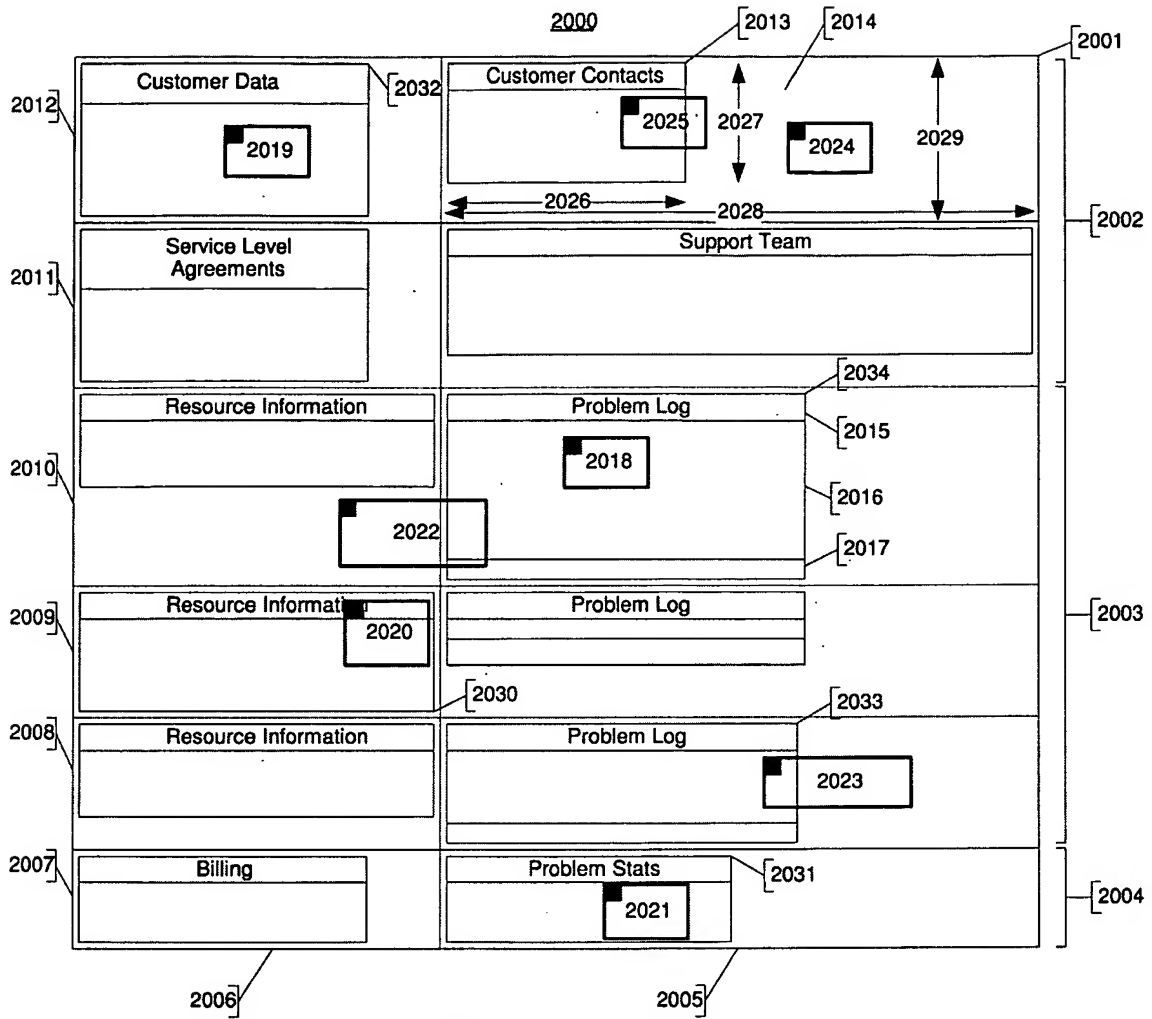 2000
2013
2014
2001
Customer Data
2032
Customer Contacts
2012
2019
2025
2027
2024
2029
2026
2028
2002
Service Level
Agreements
Support Team
2011
2034
Resource Information
Problem Log
2015
2010
2018
2016
2022
2017
Resource Information
Problem Log
2009
2020
2003
2030
2033
2008
Resource Information
Problem Log
2023
2007
Billing
Problem Stats
2031
2021
2004
2006
2005